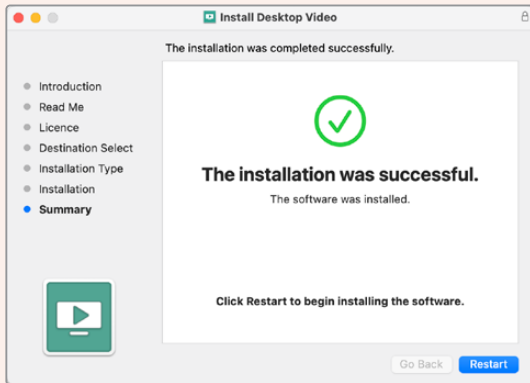 Install Desktop Video
The installation was completed successfully.
Introduction
Read Me
Licence
Destination Select
Installation Type
Installation
Summary
The installation was successful.
The software was installed.
Click Restart to begin installing the software.
Go Back
Restart